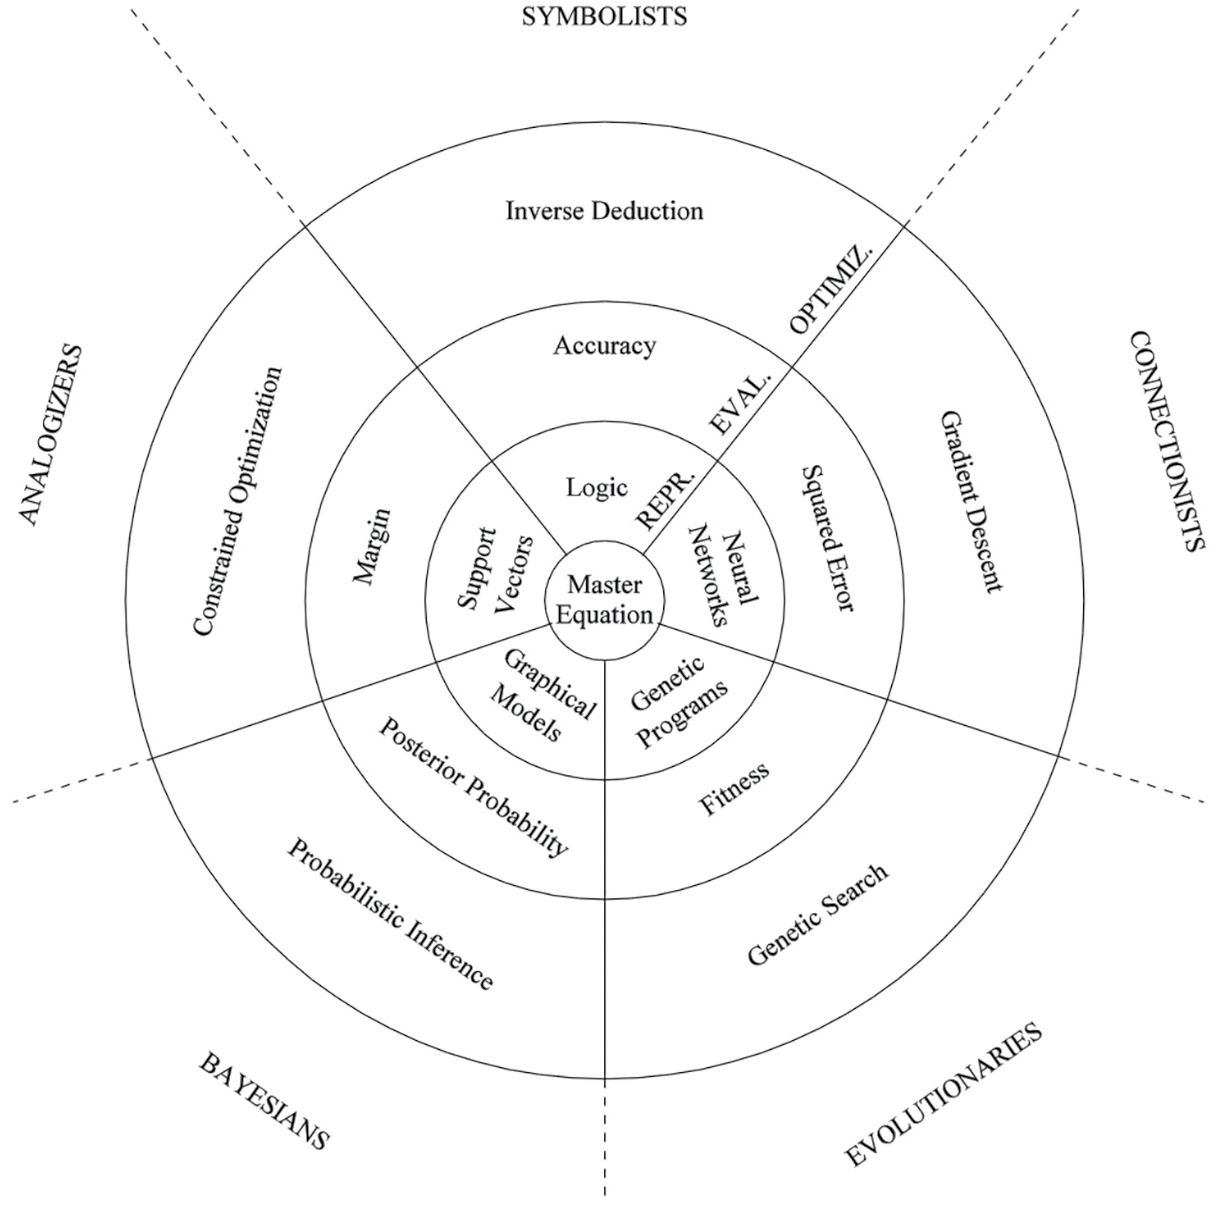 SYMBOLISTS
Inverse Deduction
OPTIMIZ.
Accuracy
EVAL.
Logic
REPR.
ANALOGIZERS
Constrained Optimization
Margin
Support
Vectors
Master
Equation
Neural
Networks
Squared Error
Gradient Descent
CONNECTIONISTS
Graphical
Models
Posterior Probability
Probabilistic Inference
BAYESIANS
Genetic
Programs
Fitness
Genetic Search
EVOLUTIONARIES